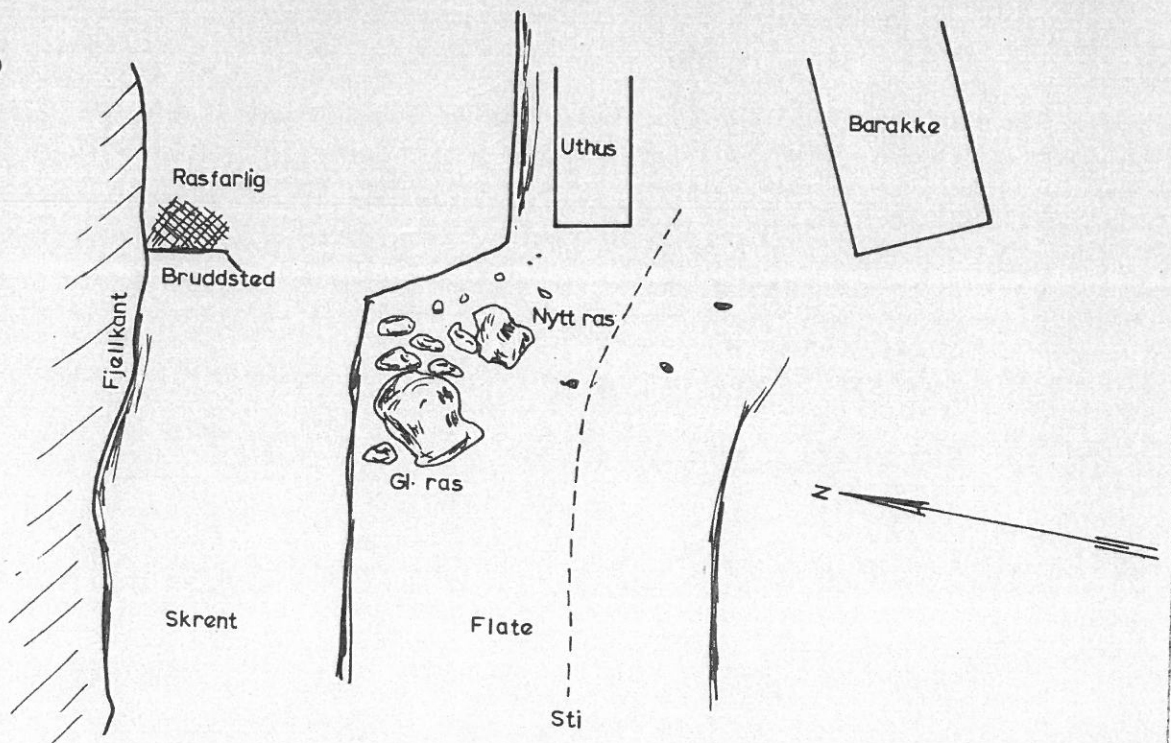 Uthus
Barakke
Rasfarlig
Bruddsted
Fjellkant
Nytt ras
Gl. ras
N
Skrent
Flate
Sti